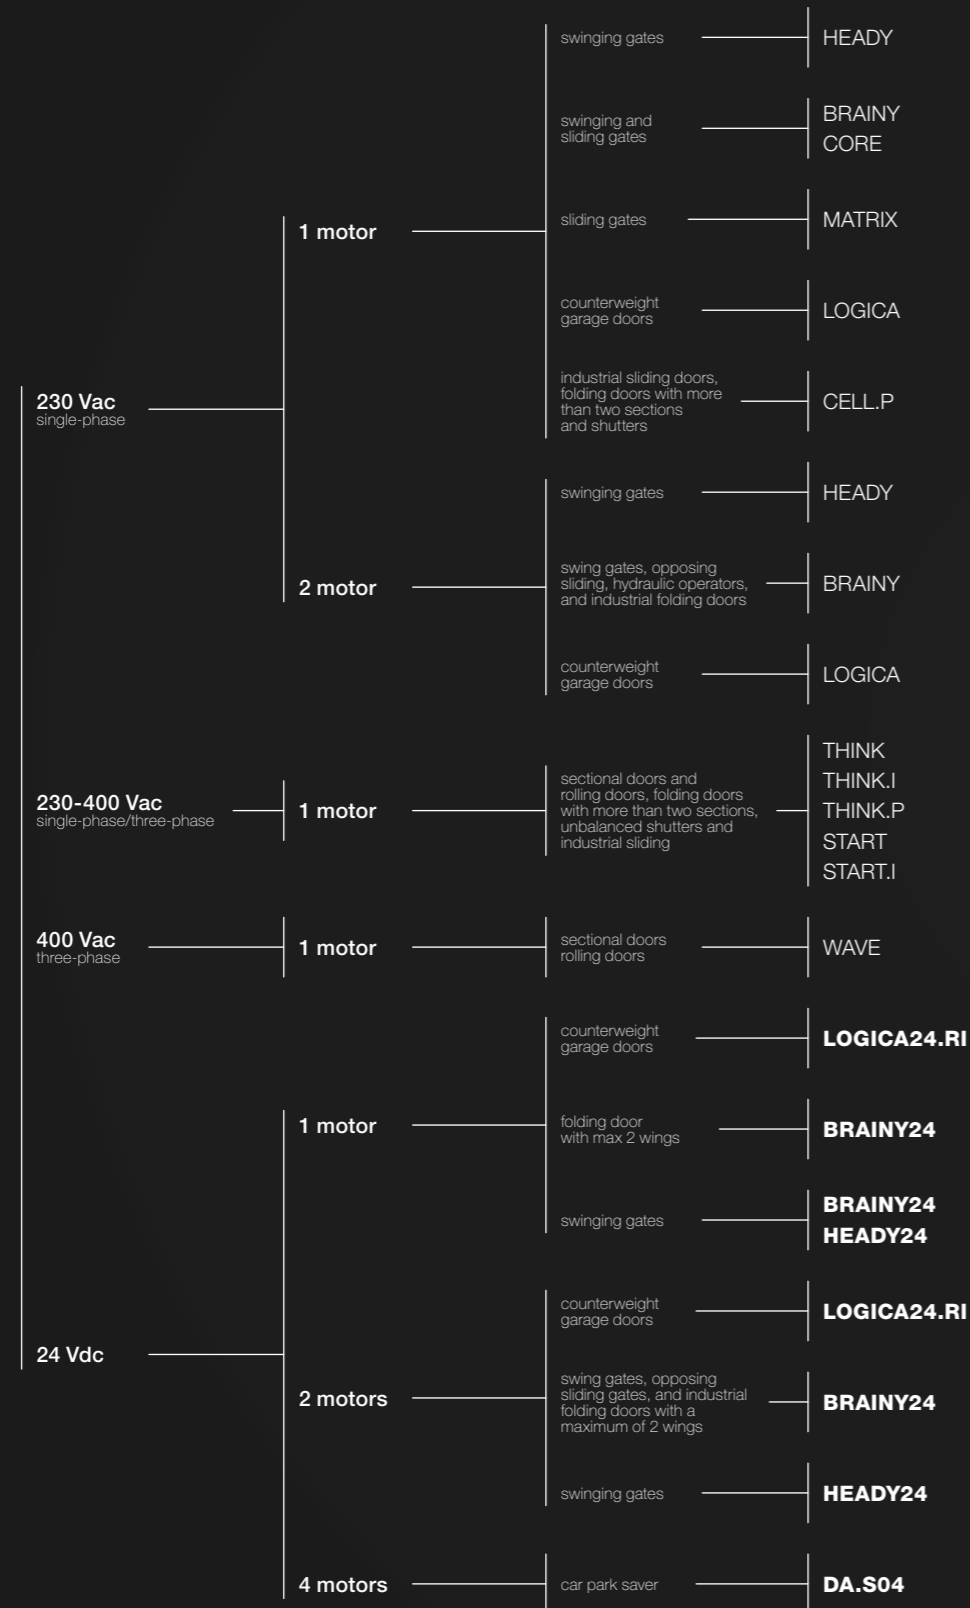 230 Vac
single-phase
1 motor
swinging gates
HEADY
swinging and
sliding gates
BRAINY
CORE
sliding gates
MATRIX
counterweight
garage doors
LOGICA
industrial sliding doors,
folding doors with more
than two sections
and shutters
CELL.P
2 motor
swinging gates
HEADY
swing gates, opposing
sliding, hydraulic operators,
and industrial folding doors
BRAINY
counterweight
garage doors
LOGICA
230-400 Vac
single-phase/three-phase
1 motor
sectional doors and
rolling doors, folding doors
with more than two sections,
unbalanced shutters and
industrial sliding
THINK
THINK.I
THINK.P
START
START.I
400 Vac
three-phase
1 motor
sectional doors
rolling doors
WAVE
24 Vdc
1 motor
counterweight
garage doors
LOGICA24.RI
folding door
with max 2 wings
BRAINY24
swinging gates
BRAINY24
HEADY24
2 motors
counterweight
garage doors
LOGICA24.RI
swing gates, opposing
sliding gates, and industrial
folding doors with a
maximum of 2 wings
BRAINY24
swinging gates
HEADY24
4 motors
car park saver
DA.S04